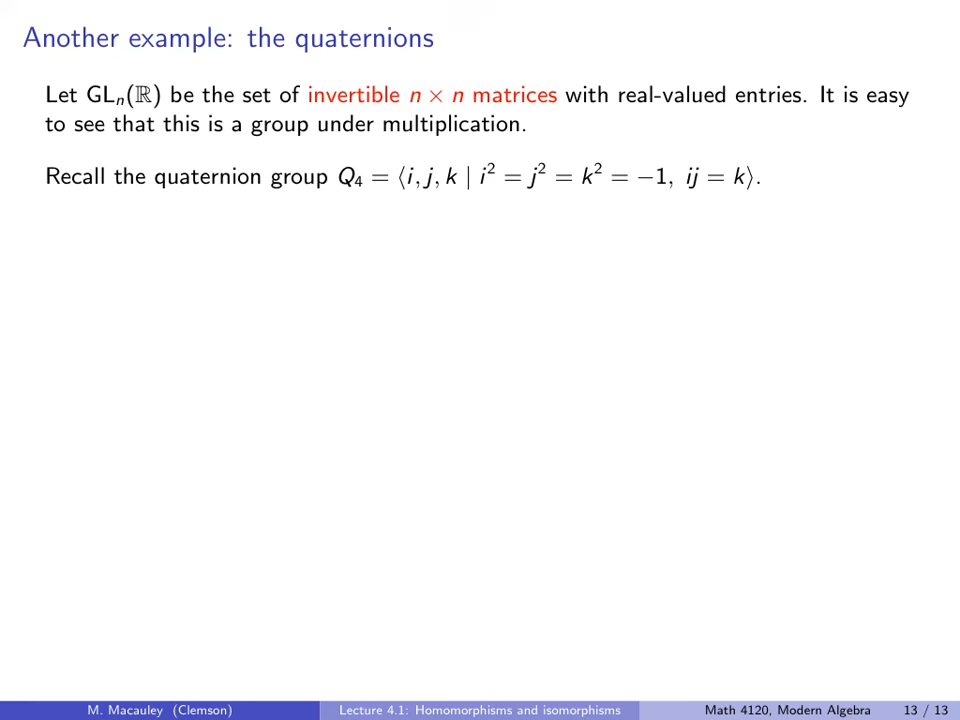 Another example: the quaternions
Let GLₙ(ℝ) be the set of invertible n × n matrices with real-valued entries. It is easy
to see that this is a group under multiplication.
Recall the quaternion group Q₄ = ⟨i, j, k | i² = j² = k² = −1, ij = k⟩.
M. Macauley (Clemson) Lecture 4.1: Homomorphisms and isomorphisms Math 4120, Modern Algebra 13 / 13